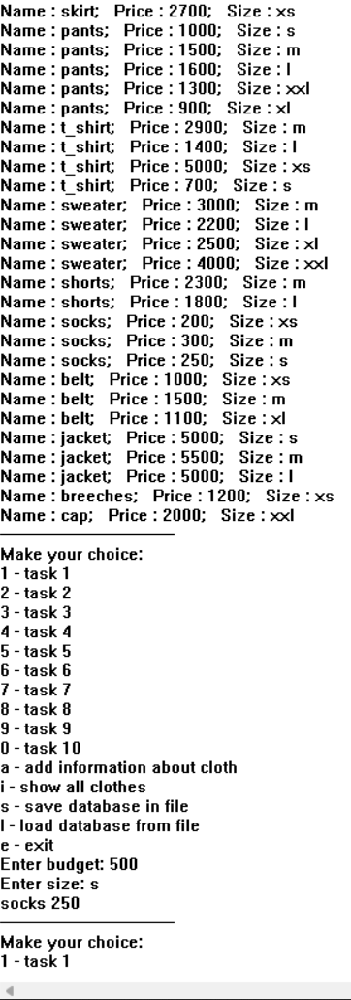 Name : skirt;   Price : 2700;   Size : xs
Name : pants;   Price : 1000;   Size : s
Name : pants;   Price : 1500;   Size : m
Name : pants;   Price : 1600;   Size : l
Name : pants;   Price : 1300;   Size : xxl
Name : pants;   Price : 900;   Size : xl
Name : t_shirt;   Price : 2900;   Size : m
Name : t_shirt;   Price : 1400;   Size : l
Name : t_shirt;   Price : 5000;   Size : xs
Name : t_shirt;   Price : 700;   Size : s
Name : sweater;   Price : 3000;   Size : m
Name : sweater;   Price : 2200;   Size : l
Name : sweater;   Price : 2500;   Size : xl
Name : sweater;   Price : 4000;   Size : xxl
Name : shorts;   Price : 2300;   Size : m
Name : shorts;   Price : 1800;   Size : l
Name : socks;   Price : 200;   Size : xs
Name : socks;   Price : 300;   Size : m
Name : socks;   Price : 250;   Size : s
Name : belt;   Price : 1000;   Size : xs
Name : belt;   Price : 1500;   Size : m
Name : belt;   Price : 1100;   Size : xl
Name : jacket;   Price : 5000;   Size : s
Name : jacket;   Price : 5500;   Size : m
Name : jacket;   Price : 5000;   Size : l
Name : breeches;   Price : 1200;   Size : xs
Name : cap;   Price : 2000;   Size : xxl
Make your choice:
1 - task 1
2 - task 2
3 - task 3
4 - task 4
5 - task 5
6 - task 6
7 - task 7
8 - task 8
9 - task 9
0 - task 10
a - add information about cloth
i - show all clothes
s - save database in file
l - load database from file
e - exit
Enter budget: 500
Enter size: s
socks 250
Make your choice:
1 - task 1